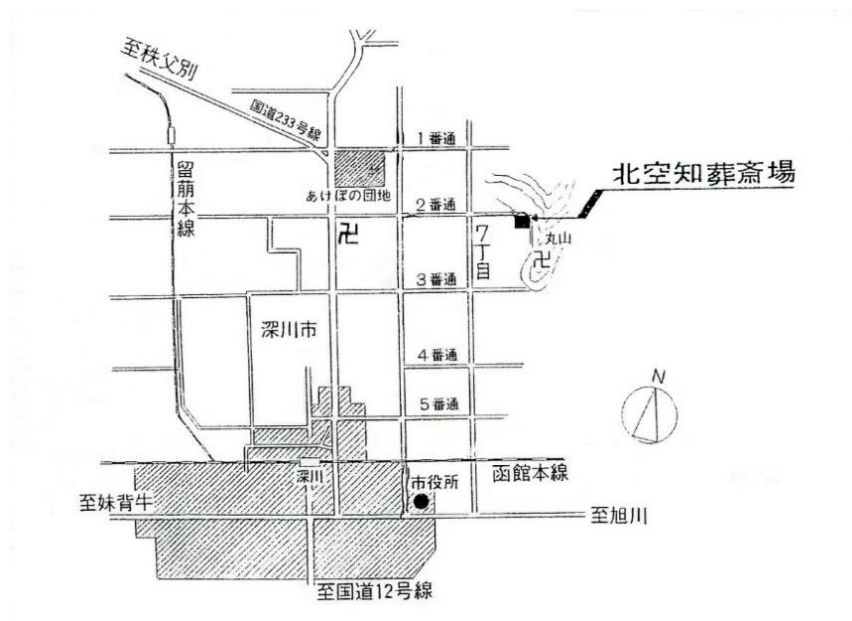 至秩父別
国道233号線
1番通
留萌本線
あけぼの団地
北空知葬斎場
2番通
卍
7丁目
丸山
卍
3番通
深川市
4番通
5番通
N
深川
市役所
函館本線
至妹背牛
至旭川
至国道12号線